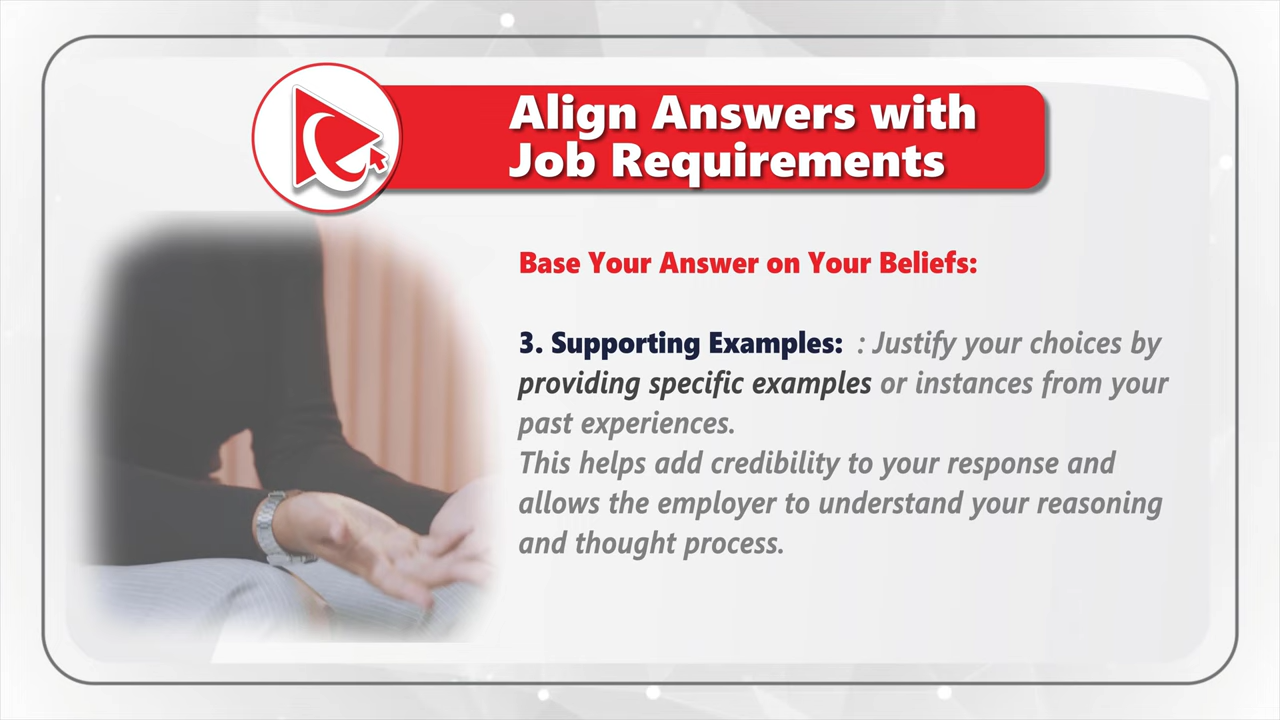 Align Answers with
Job Requirements
Base Your Answer on Your Beliefs:
3. Supporting Examples:  : Justify your choices by
providing specific examples or instances from your
past experiences.
This helps add credibility to your response and
allows the employer to understand your reasoning
and thought process.